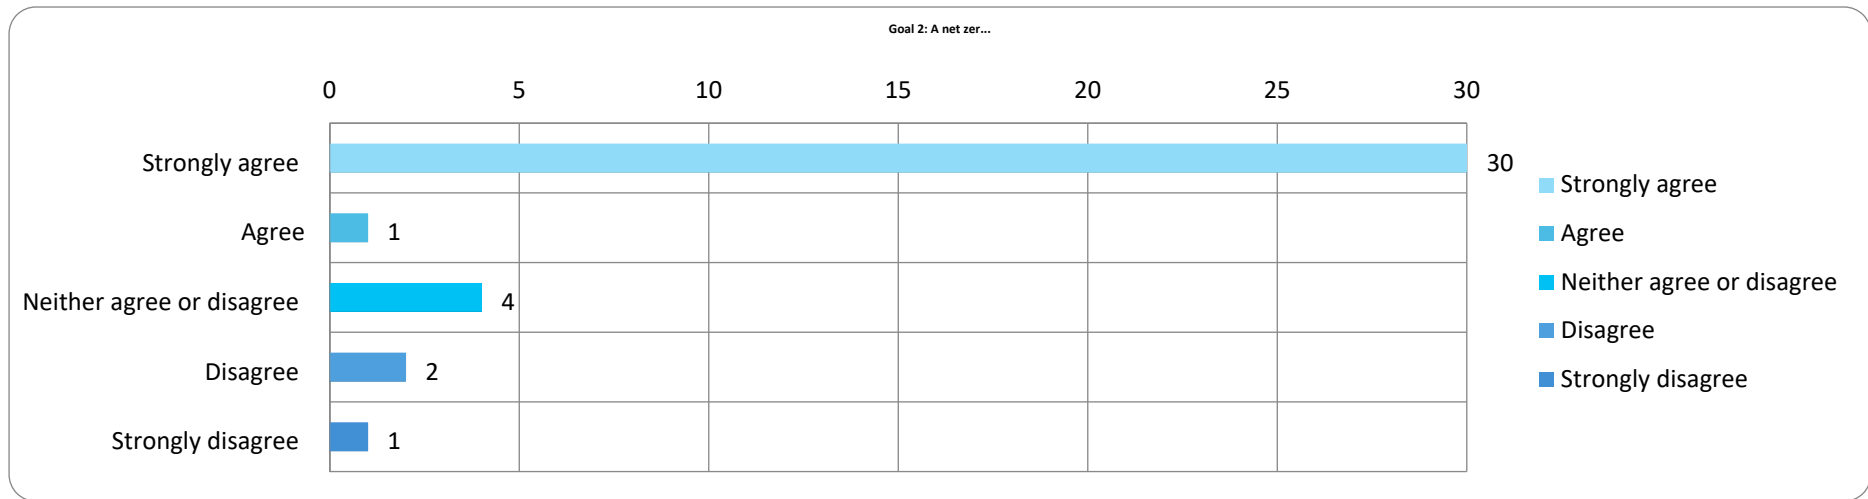 Goal 2: A net zer...
0 5 10 15 20 25 30
Strongly agree 30
Agree 1
Neither agree or disagree 4
Disagree 2
Strongly disagree 1
Strongly agree
Agree
Neither agree or disagree
Disagree
Strongly disagree